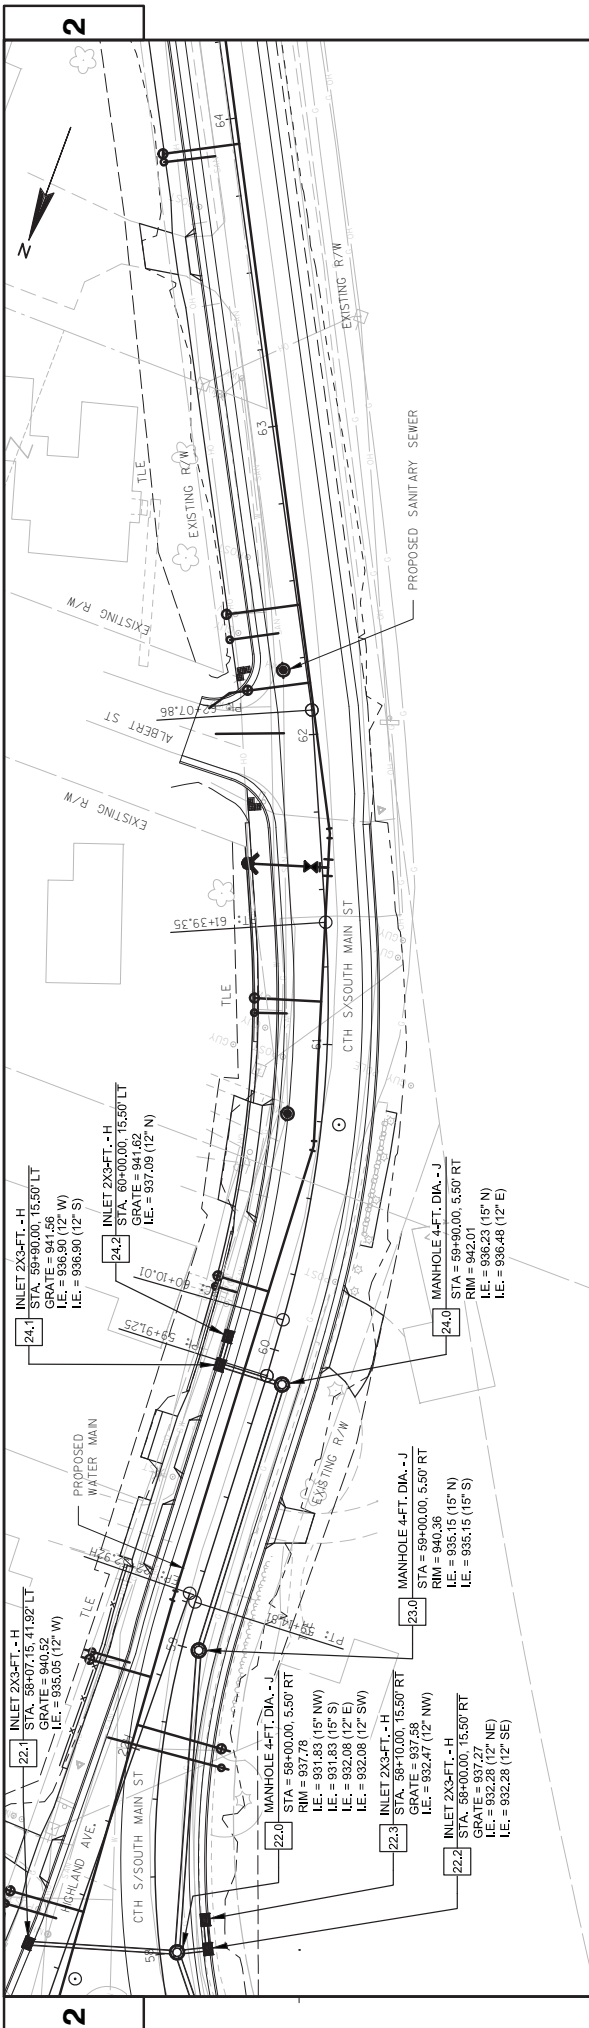 2
N
64
EXISTING R/W
63
TLE
EXISTING R/W
PROPOSED SANITARY SEWER
EXISTING R/W
62+07.86
ALBERT ST
62
EXISTING R/W
PT: 61+39.35
CTH S/SOUTH MAIN ST
TLE
61
24.1
INLET 2X3-FT. - H
STA. 59+90.00, 15.50' LT
GRATE = 941.56
I.E. = 936.90 (12" W)
I.E. = 936.90 (12" S)
24.2
INLET 2X3-FT. - H
STA. 60+00.00, 15.50' LT
GRATE = 941.62
I.E. = 937.09 (12" N)
60+10.01
59+91.25
60
24.0
MANHOLE 4-FT. DIA. - J
STA = 59+90.00, 5.50' RT
RIM = 942.01
I.E. = 936.23 (15" N)
I.E. = 936.48 (12" E)
PROPOSED
WATER MAIN
EXISTING R/W
PT: 59+14.81
59
23.0
MANHOLE 4-FT. DIA. - J
STA = 59+00.00, 5.50' RT
RIM = 940.36
I.E. = 935.15 (15" N)
I.E. = 935.15 (15" S)
TLE
22.1
INLET 2X3-FT. - H
STA. 58+07.15, 41.92' LT
GRATE = 940.52
I.E. = 935.05 (12" W)
HIGHLAND AVE.
CTH S/SOUTH MAIN ST
58
22.0
MANHOLE 4-FT. DIA. - J
STA = 58+00.00, 5.50' RT
RIM = 937.78
I.E. = 931.83 (15" NW)
I.E. = 931.83 (15" S)
I.E. = 932.08 (12" E)
I.E. = 932.08 (12" SW)
22.3
INLET 2X3-FT. - H
STA. 58+10.00, 15.50' RT
GRATE = 937.58
I.E. = 932.47 (12" NW)
22.2
INLET 2X3-FT. - H
STA. 58+00.00, 15.50' RT
GRATE = 937.27
I.E. = 932.28 (12" NE)
I.E. = 932.28 (12" SE)
2